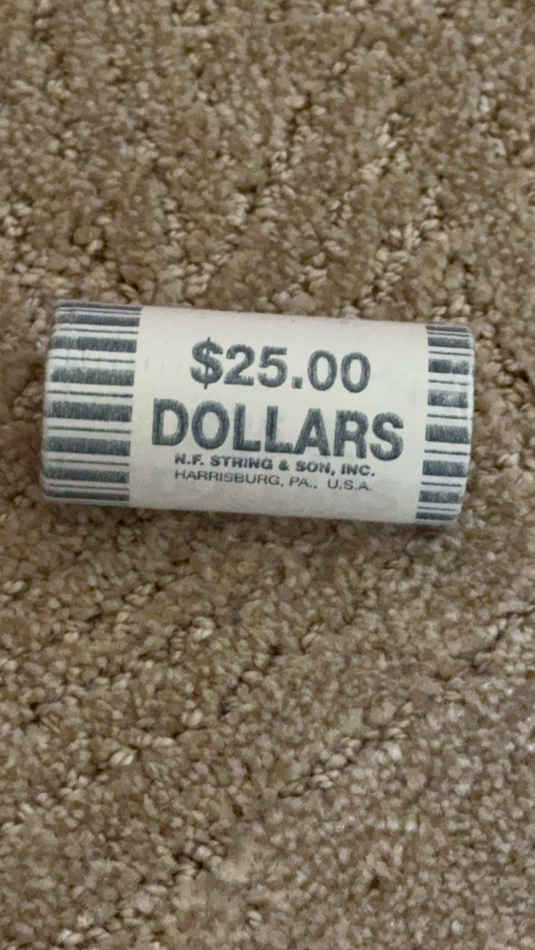 $25.00
DOLLARS
N.F. STRING & SON, INC.
HARRISBURG, PA., U.S.A.